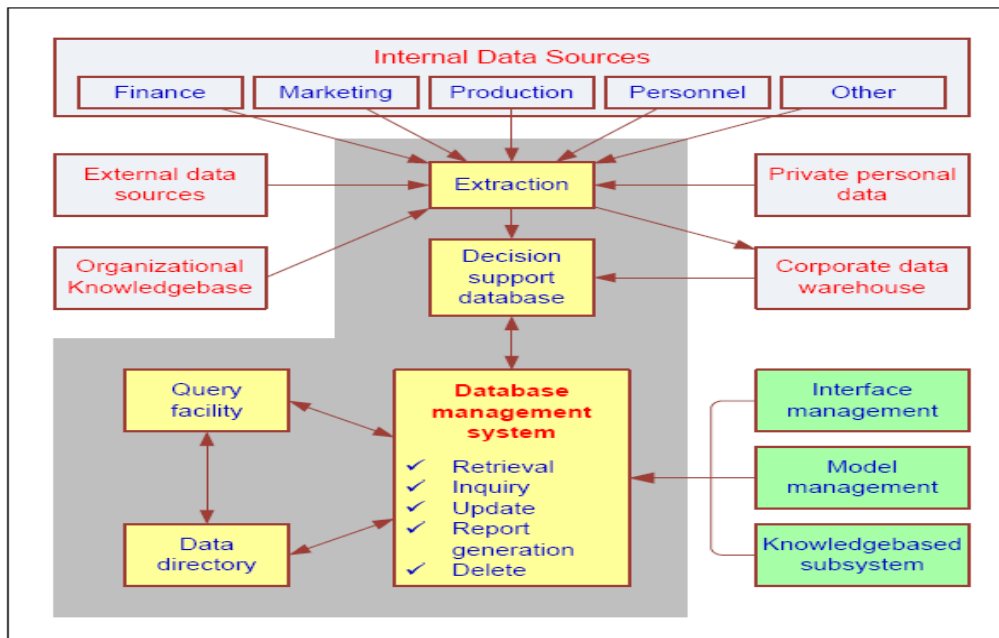 Internal Data Sources
Finance
Marketing
Production
Personnel
Other
External data
sources
Extraction
Private personal
data
Organizational
Knowledgebase
Decision
support
database
Corporate data
warehouse
Query
facility
Database
management
system
✓ Retrieval
✓ Inquiry
✓ Update
✓ Report
generation
✓ Delete
Data
directory
Interface
management
Model
management
Knowledgebased
subsystem